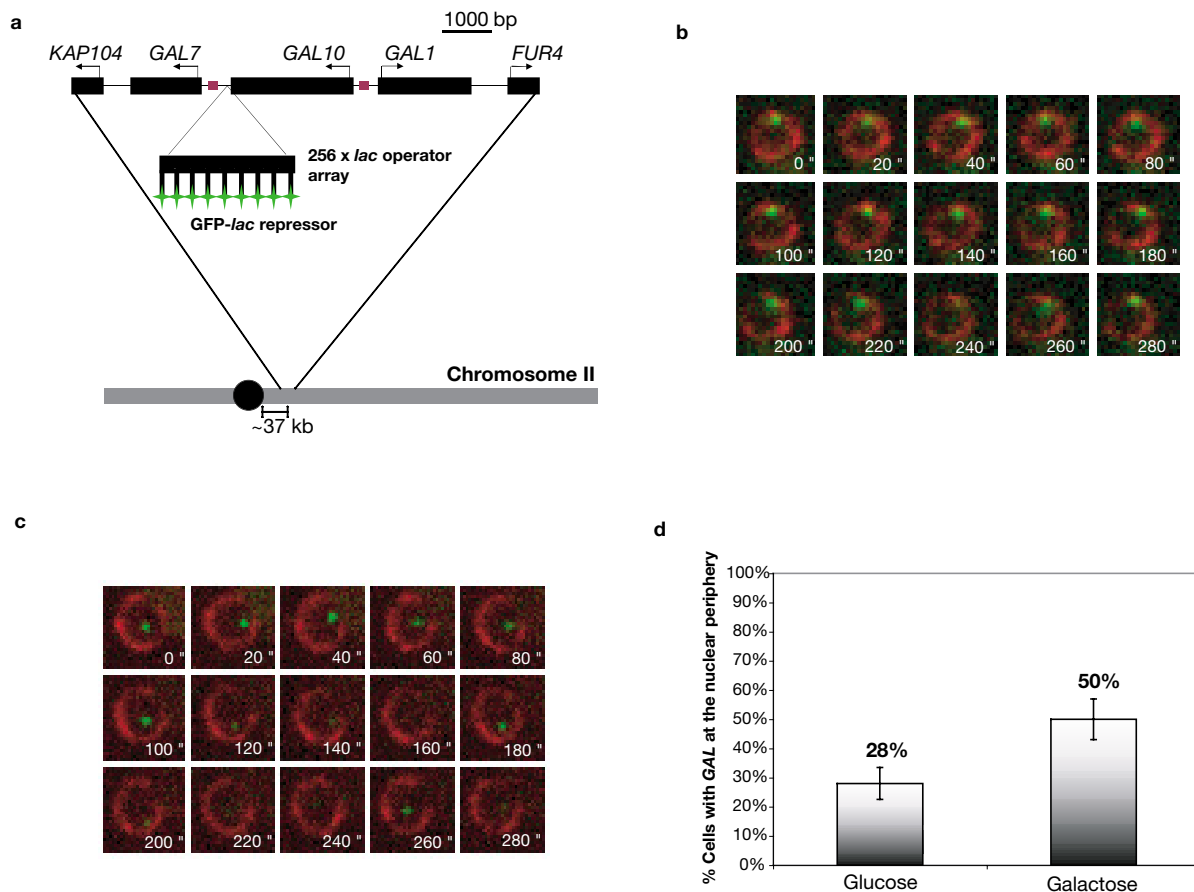 a
1000 bp
KAP104 GAL7 GAL10 GAL1 FUR4
256 x lac operator
array
GFP-lac repressor
Chromosome II
~37 kb
b
0 " 20 " 40 " 60 " 80 "
100 " 120 " 140 " 160 " 180 "
200 " 220 " 240 " 260 " 280 "
c
0 " 20 " 40 " 60 " 80 "
100 " 120 " 140 " 160 " 180 "
200 " 220 " 240 " 260 " 280 "
d
% Cells with GAL at the nuclear periphery
100%
90%
80%
70%
60%
50%
40%
30%
20%
10%
0%
28%
50%
Glucose Galactose